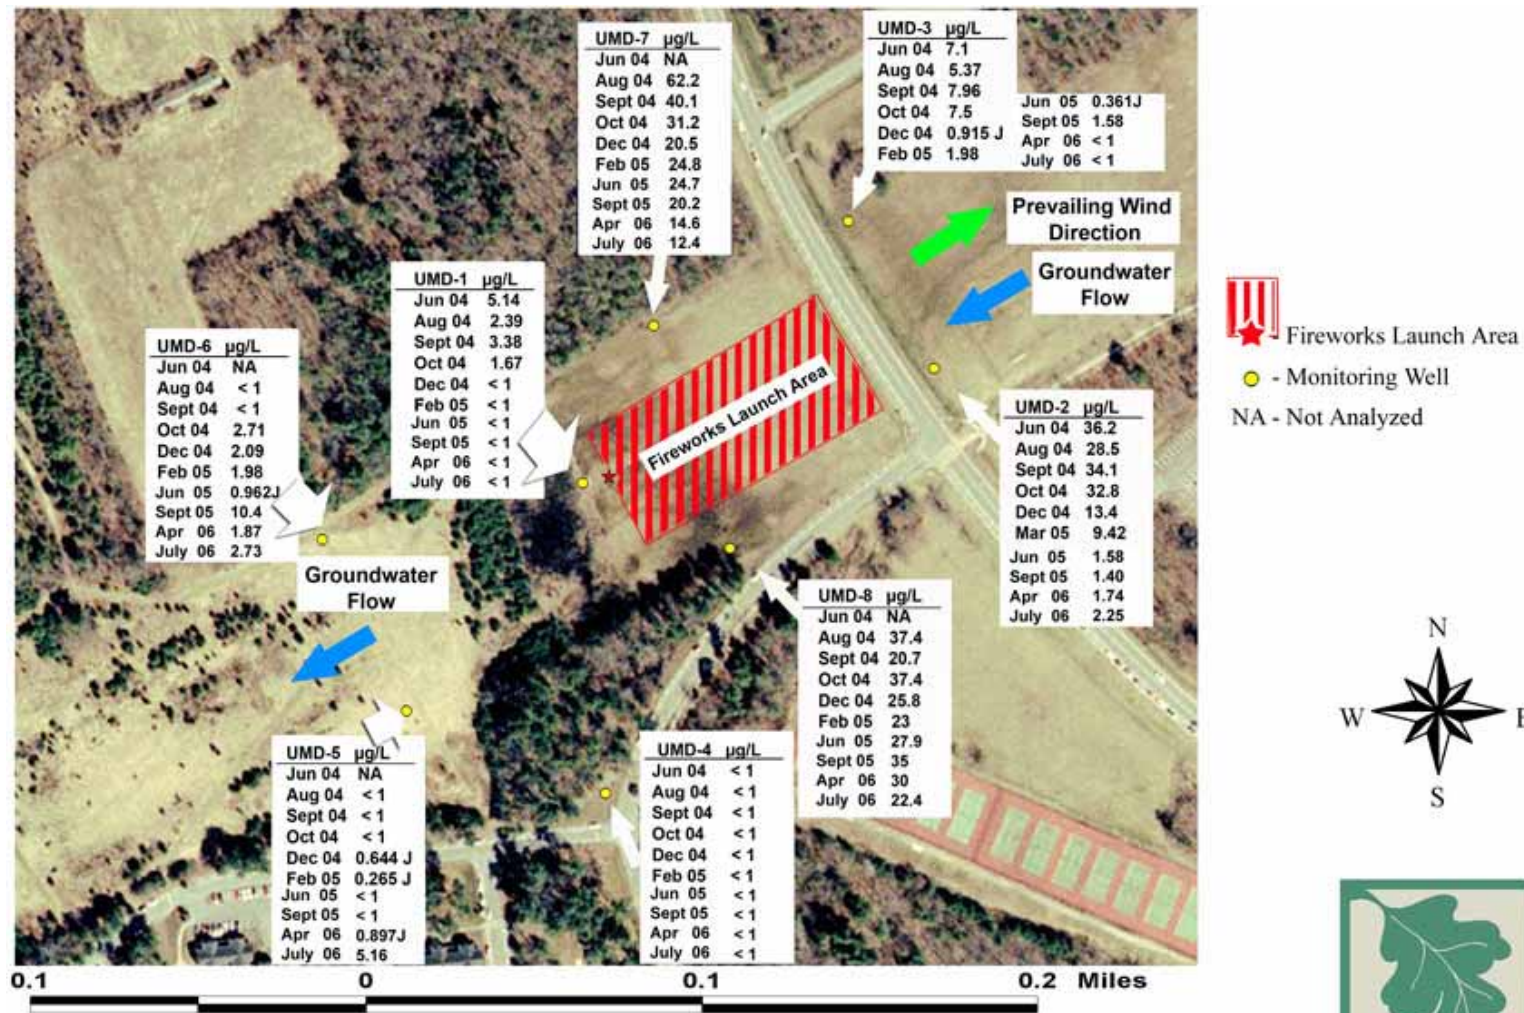 UMD-7 µg/L
Jun 04 NA
Aug 04 62.2
Sept 04 40.1
Oct 04 31.2
Dec 04 20.5
Feb 05 24.8
Jun 05 24.7
Sept 05 20.2
Apr 06 14.6
July 06 12.4
UMD-3 µg/L
Jun 04 7.1
Aug 04 5.37
Sept 04 7.96
Oct 04 7.5
Dec 04 0.915 J
Feb 05 1.98
Jun 05 0.361J
Sept 05 1.58
Apr 06 < 1
July 06 < 1
Prevailing Wind
Direction
Groundwater
Flow
UMD-1 µg/L
Jun 04 5.14
Aug 04 2.39
Sept 04 3.38
Oct 04 1.67
Dec 04 < 1
Feb 05 < 1
Jun 05 < 1
Sept 05 < 1
Apr 06 < 1
July 06 < 1
Fireworks Launch Area
UMD-6 µg/L
Jun 04 NA
Aug 04 < 1
Sept 04 < 1
Oct 04 2.71
Dec 04 2.09
Feb 05 1.98
Jun 05 0.962J
Sept 05 10.4
Apr 06 1.87
July 06 2.73
Groundwater
Flow
UMD-2 µg/L
Jun 04 36.2
Aug 04 28.5
Sept 04 34.1
Oct 04 32.8
Dec 04 13.4
Mar 05 9.42
Jun 05 1.58
Sept 05 1.40
Apr 06 1.74
July 06 2.25
UMD-8 µg/L
Jun 04 NA
Aug 04 37.4
Sept 04 20.7
Oct 04 37.4
Dec 04 25.8
Feb 05 23
Jun 05 27.9
Sept 05 35
Apr 06 30
July 06 22.4
UMD-5 µg/L
Jun 04 NA
Aug 04 < 1
Sept 04 < 1
Oct 04 < 1
Dec 04 0.644 J
Feb 05 0.265 J
Jun 05 < 1
Sept 05 < 1
Apr 06 0.897J
July 06 5.16
UMD-4 µg/L
Jun 04 < 1
Aug 04 < 1
Sept 04 < 1
Oct 04 < 1
Dec 04 < 1
Feb 05 < 1
Jun 05 < 1
Sept 05 < 1
Apr 06 < 1
July 06 < 1
0.1 0 0.1 0.2 Miles
- Fireworks Launch Area
- Monitoring Well
NA - Not Analyzed
N
W E
S